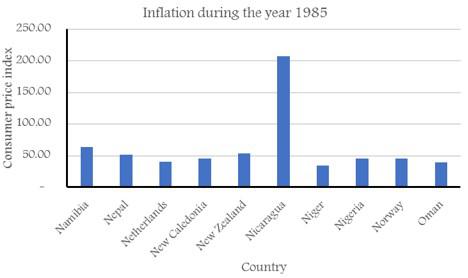 Inflation during the year 1985
Consumer price index
250.00
200.00
150.00
100.00
50.00
-
Namibia
Nepal
Netherlands
New Caledonia
New Zealand
Nicaragua
Niger
Nigeria
Norway
Oman
Country